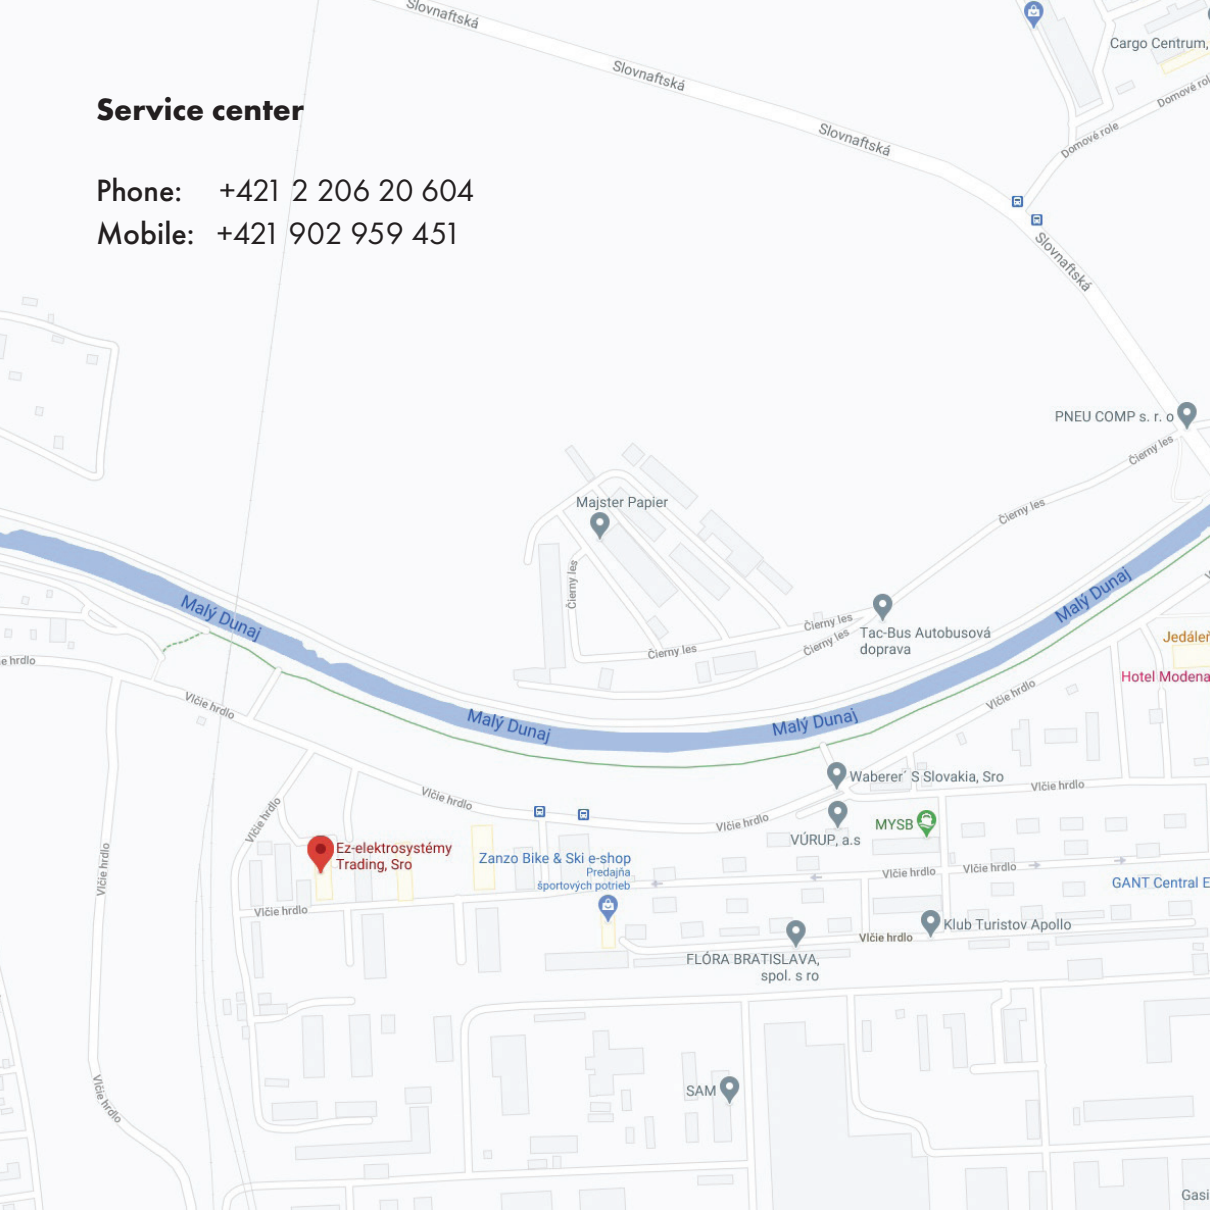 Slovnaftská
Cargo Centrum,
Slovnaftská
Domové rol
Service center
Slovnaftská
Domové role
Phone: +421 2 206 20 604
Mobile: +421 902 959 451
Slovnaftská
PNEU COMP s. r. o
Čierny les
Majster Papier
Čierny les
Čierny les
Malý Dunaj
Malý Dunaj
Čierny les
Tac-Bus Autobusová
doprava
Čierny les
Čierny les
Jedáleň
e hrdlo
Hotel Modena
Vlčie hrdlo
Vlčie hrdlo
Malý Dunaj
Malý Dunaj
Waberer´ S Slovakia, Sro
Vlčie hrdlo
Vlčie hrdlo
Vlčie hrdlo
Vlčie hrdlo
MYSB
VÚRUP, a.s
Ez-elektrosystémy
Trading, Sro
Zanzo Bike & Ski e-shop
Predajňa
športových potrieb
Vlčie hrdlo
Vlčie hrdlo
Vlčie hrdlo
GANT Central E
Vlčie hrdlo
Klub Turistov Apollo
Vlčie hrdlo
FLÓRA BRATISLAVA,
spol. s ro
SAM
Vlčie hrdlo
Gasi